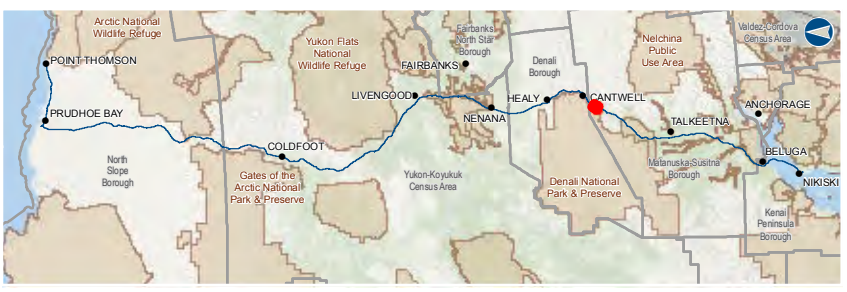 Arctic National
Wildlife Refuge
POINT THOMSON
PRUDHOE BAY
North
Slope
Borough
COLDFOOT
Gates of the
Arctic National
Park & Preserve
Yukon Flats
National
Wildlife Refuge
LIVENGOOD
Fairbanks
North Star
Borough
FAIRBANKS
NENANA
Yukon-Koyukuk
Census Area
Denali
Borough
HEALY
CANTWELL
Denali National
Park & Preserve
Nelchina
Public
Use Area
TALKEETNA
Matanuska-Susitna
Borough
Valdez-Cordova
Census Area
ANCHORAGE
BELUGA
NIKISKI
Kenai
Peninsula
Borough